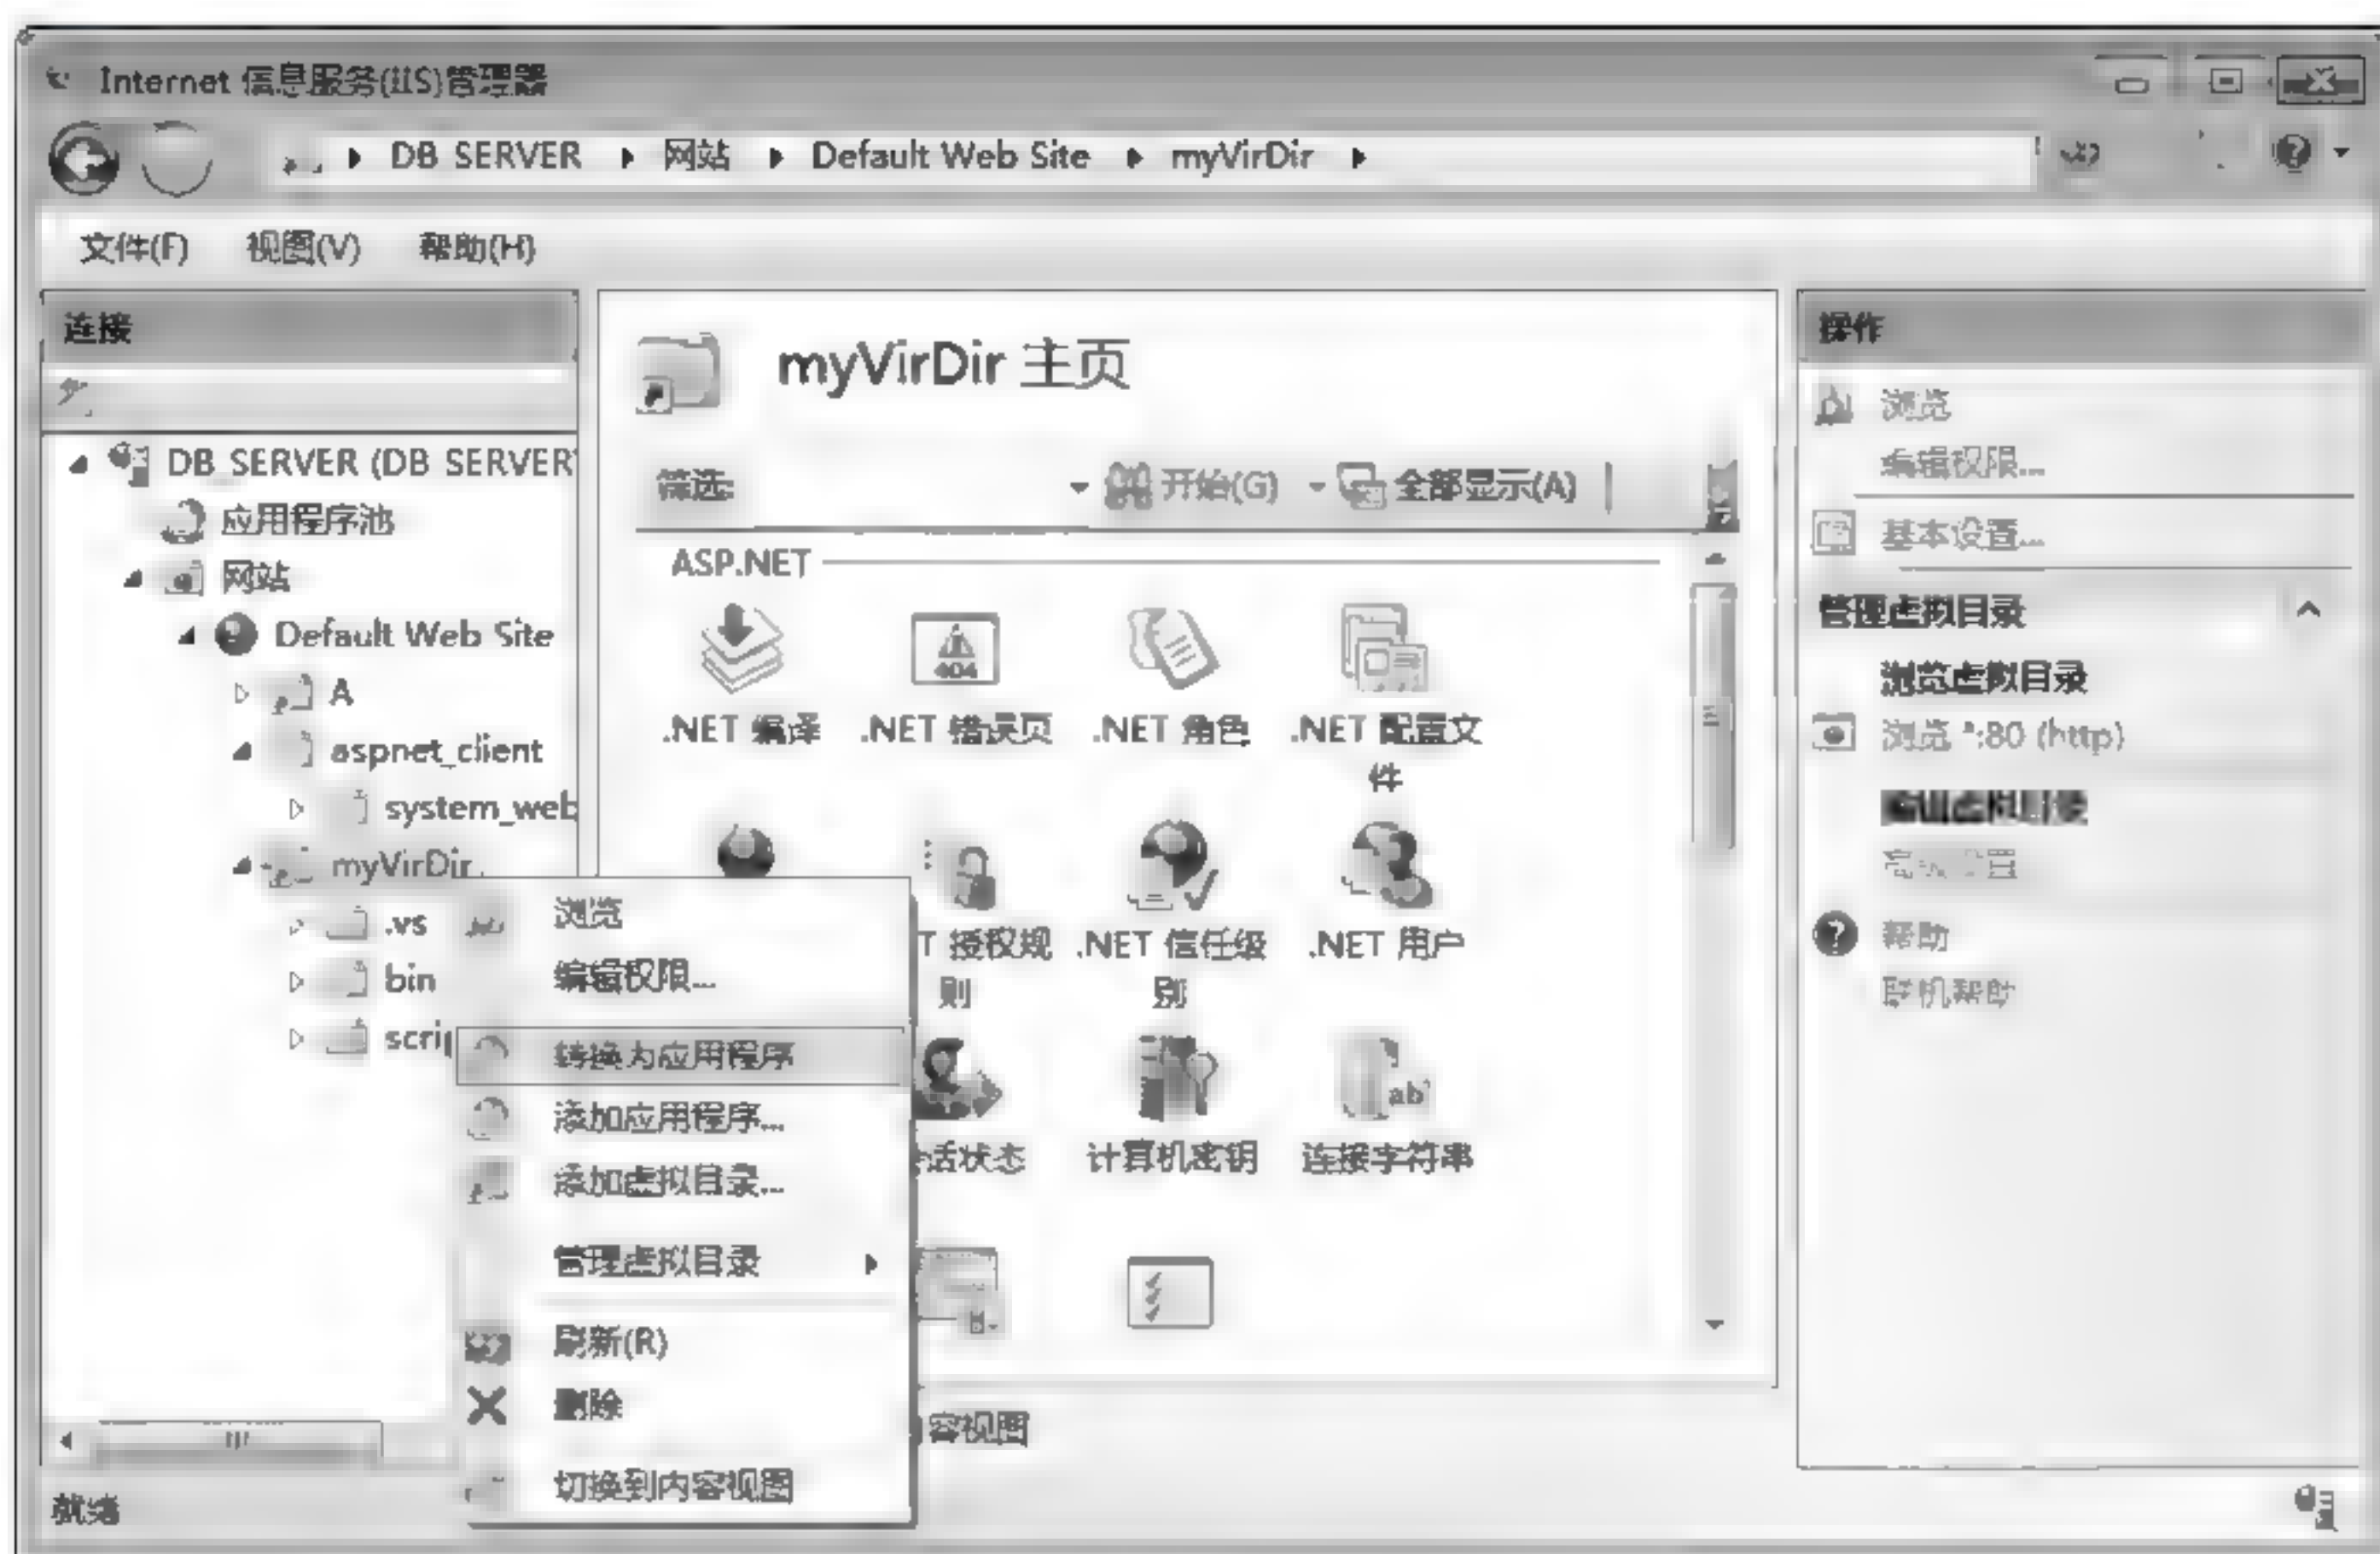 Internet 信息服务(IIS)管理器
DB SERVER ▸ 网站 ▸ Default Web Site ▸ myVirDir ▸
文件(F) 视图(V) 帮助(H)
连接
DB SERVER (DB SERVER
应用程序池
网站
Default Web Site
A
aspnet_client
system_web
myVirDir
.vs
bin
scrip
浏览
编辑权限...
转换为应用程序
添加应用程序...
添加虚拟目录...
管理虚拟目录
刷新(R)
删除
切换到内容视图
myVirDir 主页
筛选: 开始(G) 全部显示(A)
ASP.NET
.NET 编译 .NET 错误页 .NET 角色 .NET 配置文
件
T 授权规 .NET 信任级 .NET 用户
则 别
话状态 计算机密钥 连接字符串
容视图
操作
浏览
编辑权限...
基本设置...
管理虚拟目录
浏览虚拟目录
浏览 *:80 (http)
帮助
联机帮助
就绪